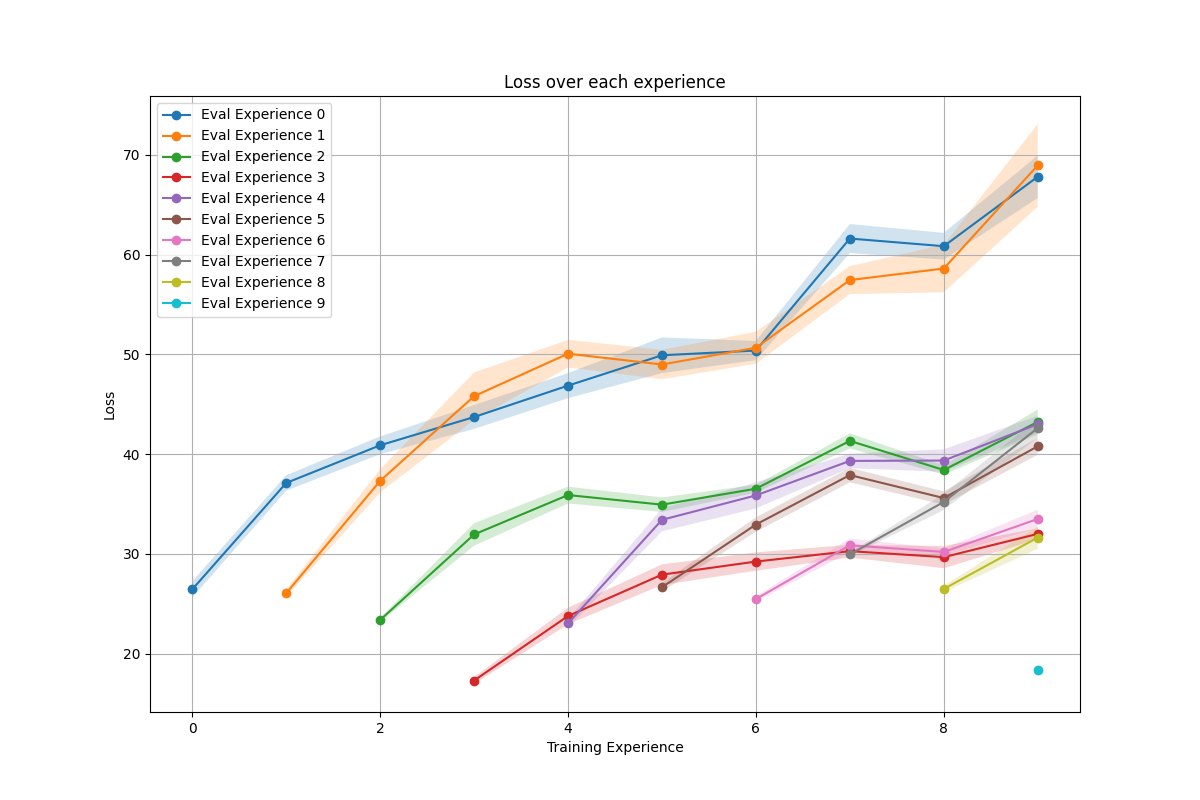 Loss over each experience
Eval Experience 0
Eval Experience 1
Eval Experience 2
Eval Experience 3
Eval Experience 4
Eval Experience 5
Eval Experience 6
Eval Experience 7
Eval Experience 8
Eval Experience 9
70
60
50
40
30
20
Loss
0 2 4 6 8
Training Experience